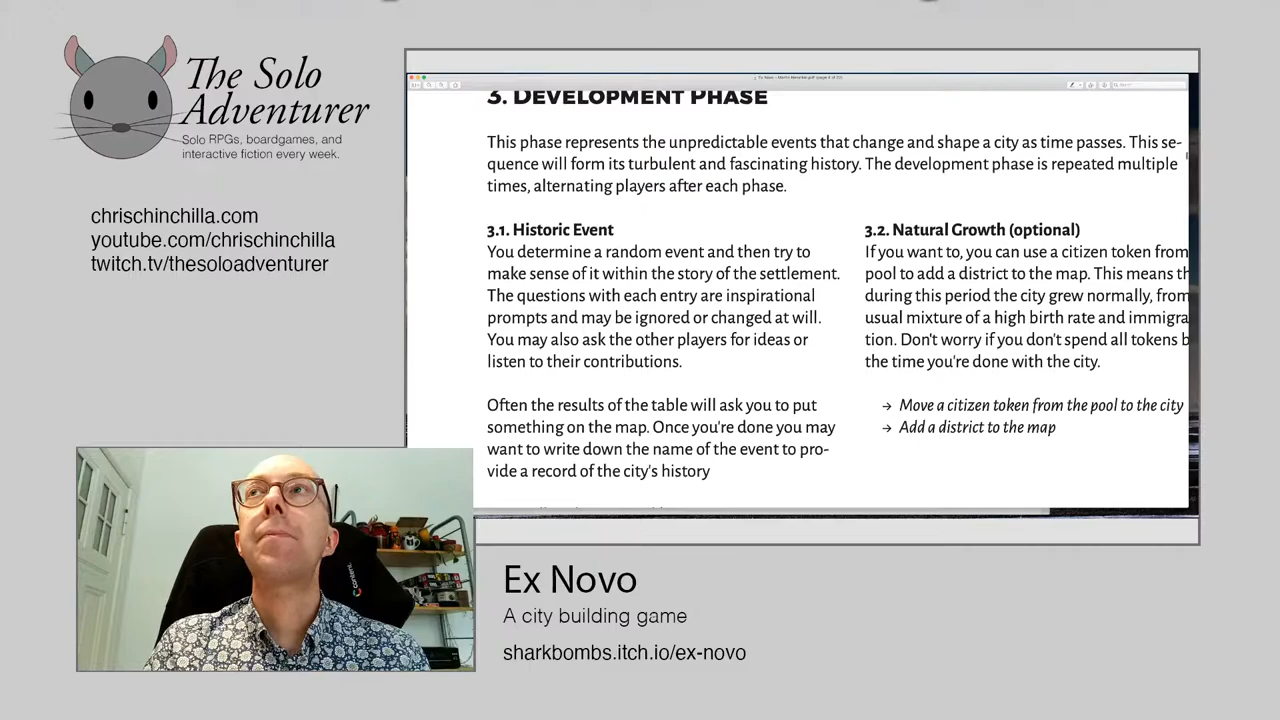 The Solo
Adventurer
Solo RPGs, boardgames, and
interactive fiction every week.
chrischinchilla.com
youtube.com/chrischinchilla
twitch.tv/thesoloadventurer
3. DEVELOPMENT PHASE
This phase represents the unpredictable events that change and shape a city as time passes. This se-
quence will form its turbulent and fascinating history. The development phase is repeated multiple
times, alternating players after each phase.
3.1. Historic Event
You determine a random event and then try to
make sense of it within the story of the settlement.
The questions with each entry are inspirational
prompts and may be ignored or changed at will.
You may also ask the other players for ideas or
listen to their contributions.
Often the results of the table will ask you to put
something on the map. Once you're done you may
want to write down the name of the event to pro-
vide a record of the city's history
3.2. Natural Growth (optional)
If you want to, you can use a citizen token from
pool to add a district to the map. This means th
during this period the city grew normally, from
usual mixture of a high birth rate and immigra
tion. Don't worry if you don't spend all tokens b
the time you're done with the city.
→ Move a citizen token from the pool to the city
→ Add a district to the map
content.
Ex Novo
A city building game
sharkbombs.itch.io/ex-novo